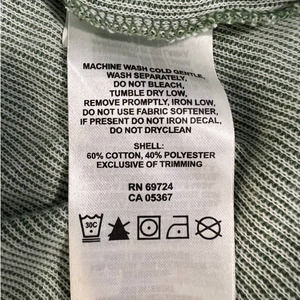 MACHINE WASH COLD GENTLE,
WASH SEPARATELY,
DO NOT BLEACH,
TUMBLE DRY LOW,
REMOVE PROMPTLY, IRON LOW,
DO NOT USE FABRIC SOFTENER,
IF PRESENT DO NOT IRON DECAL,
DO NOT DRYCLEAN
SHELL:
60% COTTON, 40% POLYESTER
EXCLUSIVE OF TRIMMING
RN 69724
CA 05367
30C